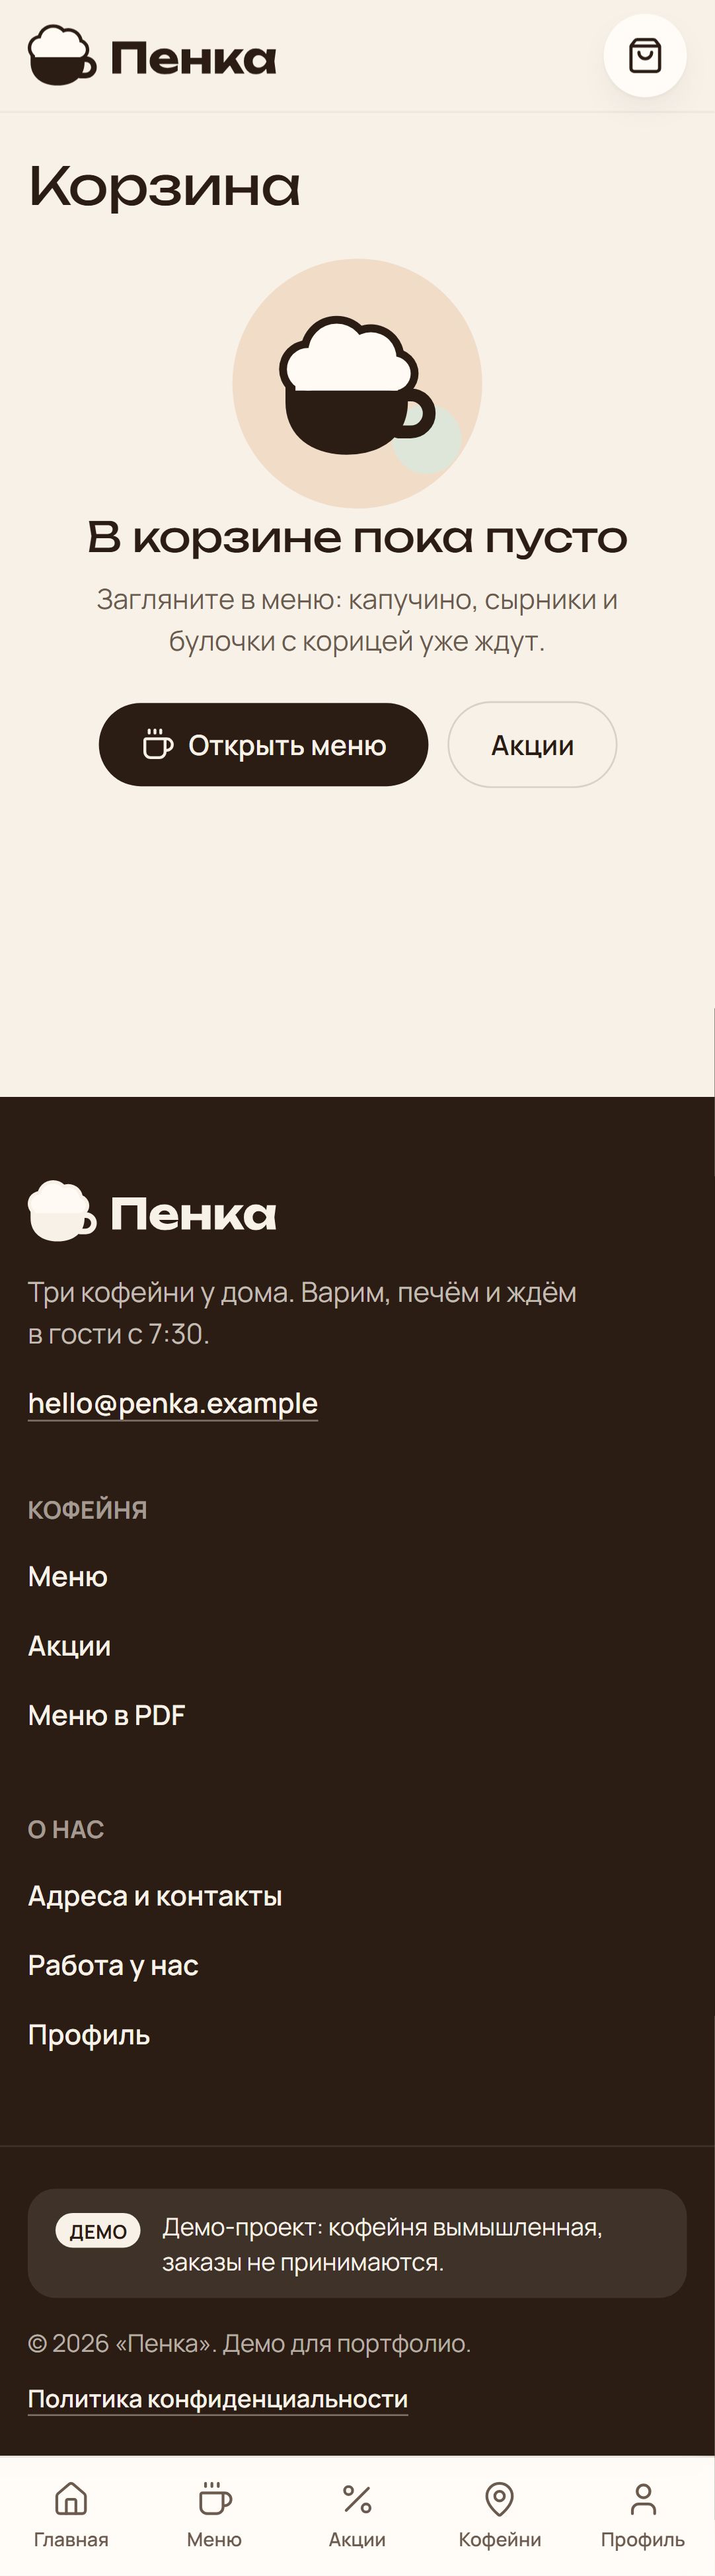 Пенка
Корзина
В корзине пока пусто
Загляните в меню: капучино, сырники и
булочки с корицей уже ждут.
Открыть меню
Акции
Пенка
Три кофейни у дома. Варим, печём и ждём
в гости с 7:30.
hello@penka.example
КОФЕЙНЯ
Меню
Акции
Меню в PDF
О НАС
Адреса и контакты
Работа у нас
Профиль
ДЕМО
Демо-проект: кофейня вымышленная,
заказы не принимаются.
© 2026 «Пенка». Демо для портфолио.
Политика конфиденциальности
Главная
Меню
Акции
Кофейни
Профиль